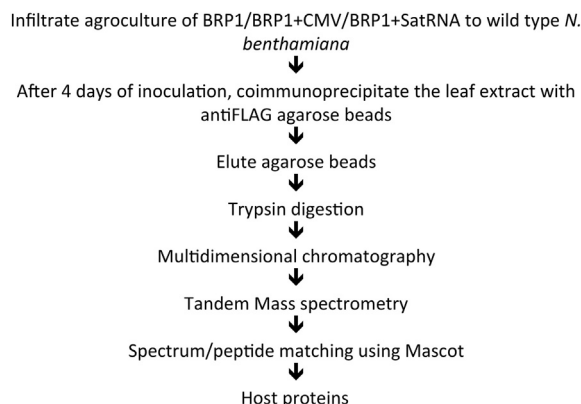 Infiltrate agroculture of BRP1/BRP1+CMV/BRP1+SatRNA to wild type N.
benthamiana
After 4 days of inoculation, coimmunoprecipitate the leaf extract with
antiFLAG agarose beads
Elute agarose beads
Trypsin digestion
Multidimensional chromatography
Tandem Mass spectrometry
Spectrum/peptide matching using Mascot
Host proteins